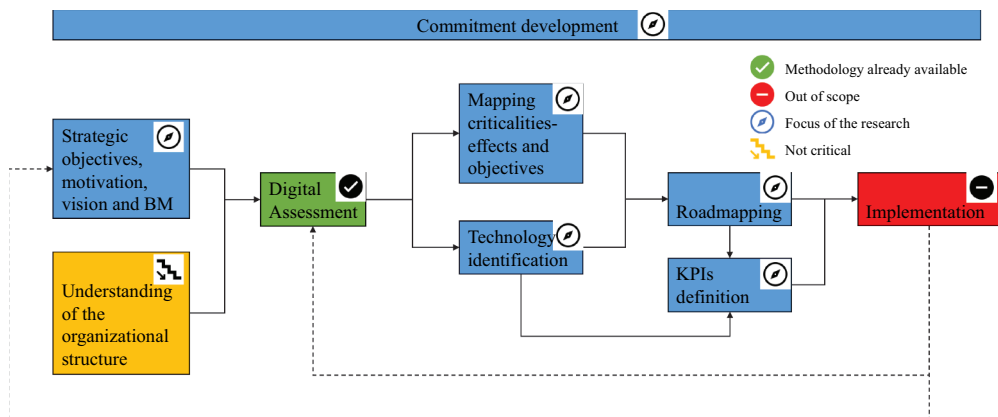 Commitment development
Methodology already available
Out of scope
Focus of the research
Not critical
Strategic
objectives,
motivation,
vision and BM
Understanding
of the
organizational
structure
Digital
Assessment
Mapping
criticalities-
effects and
objectives
Technology
identification
Roadmapping
KPIs
definition
Implementation